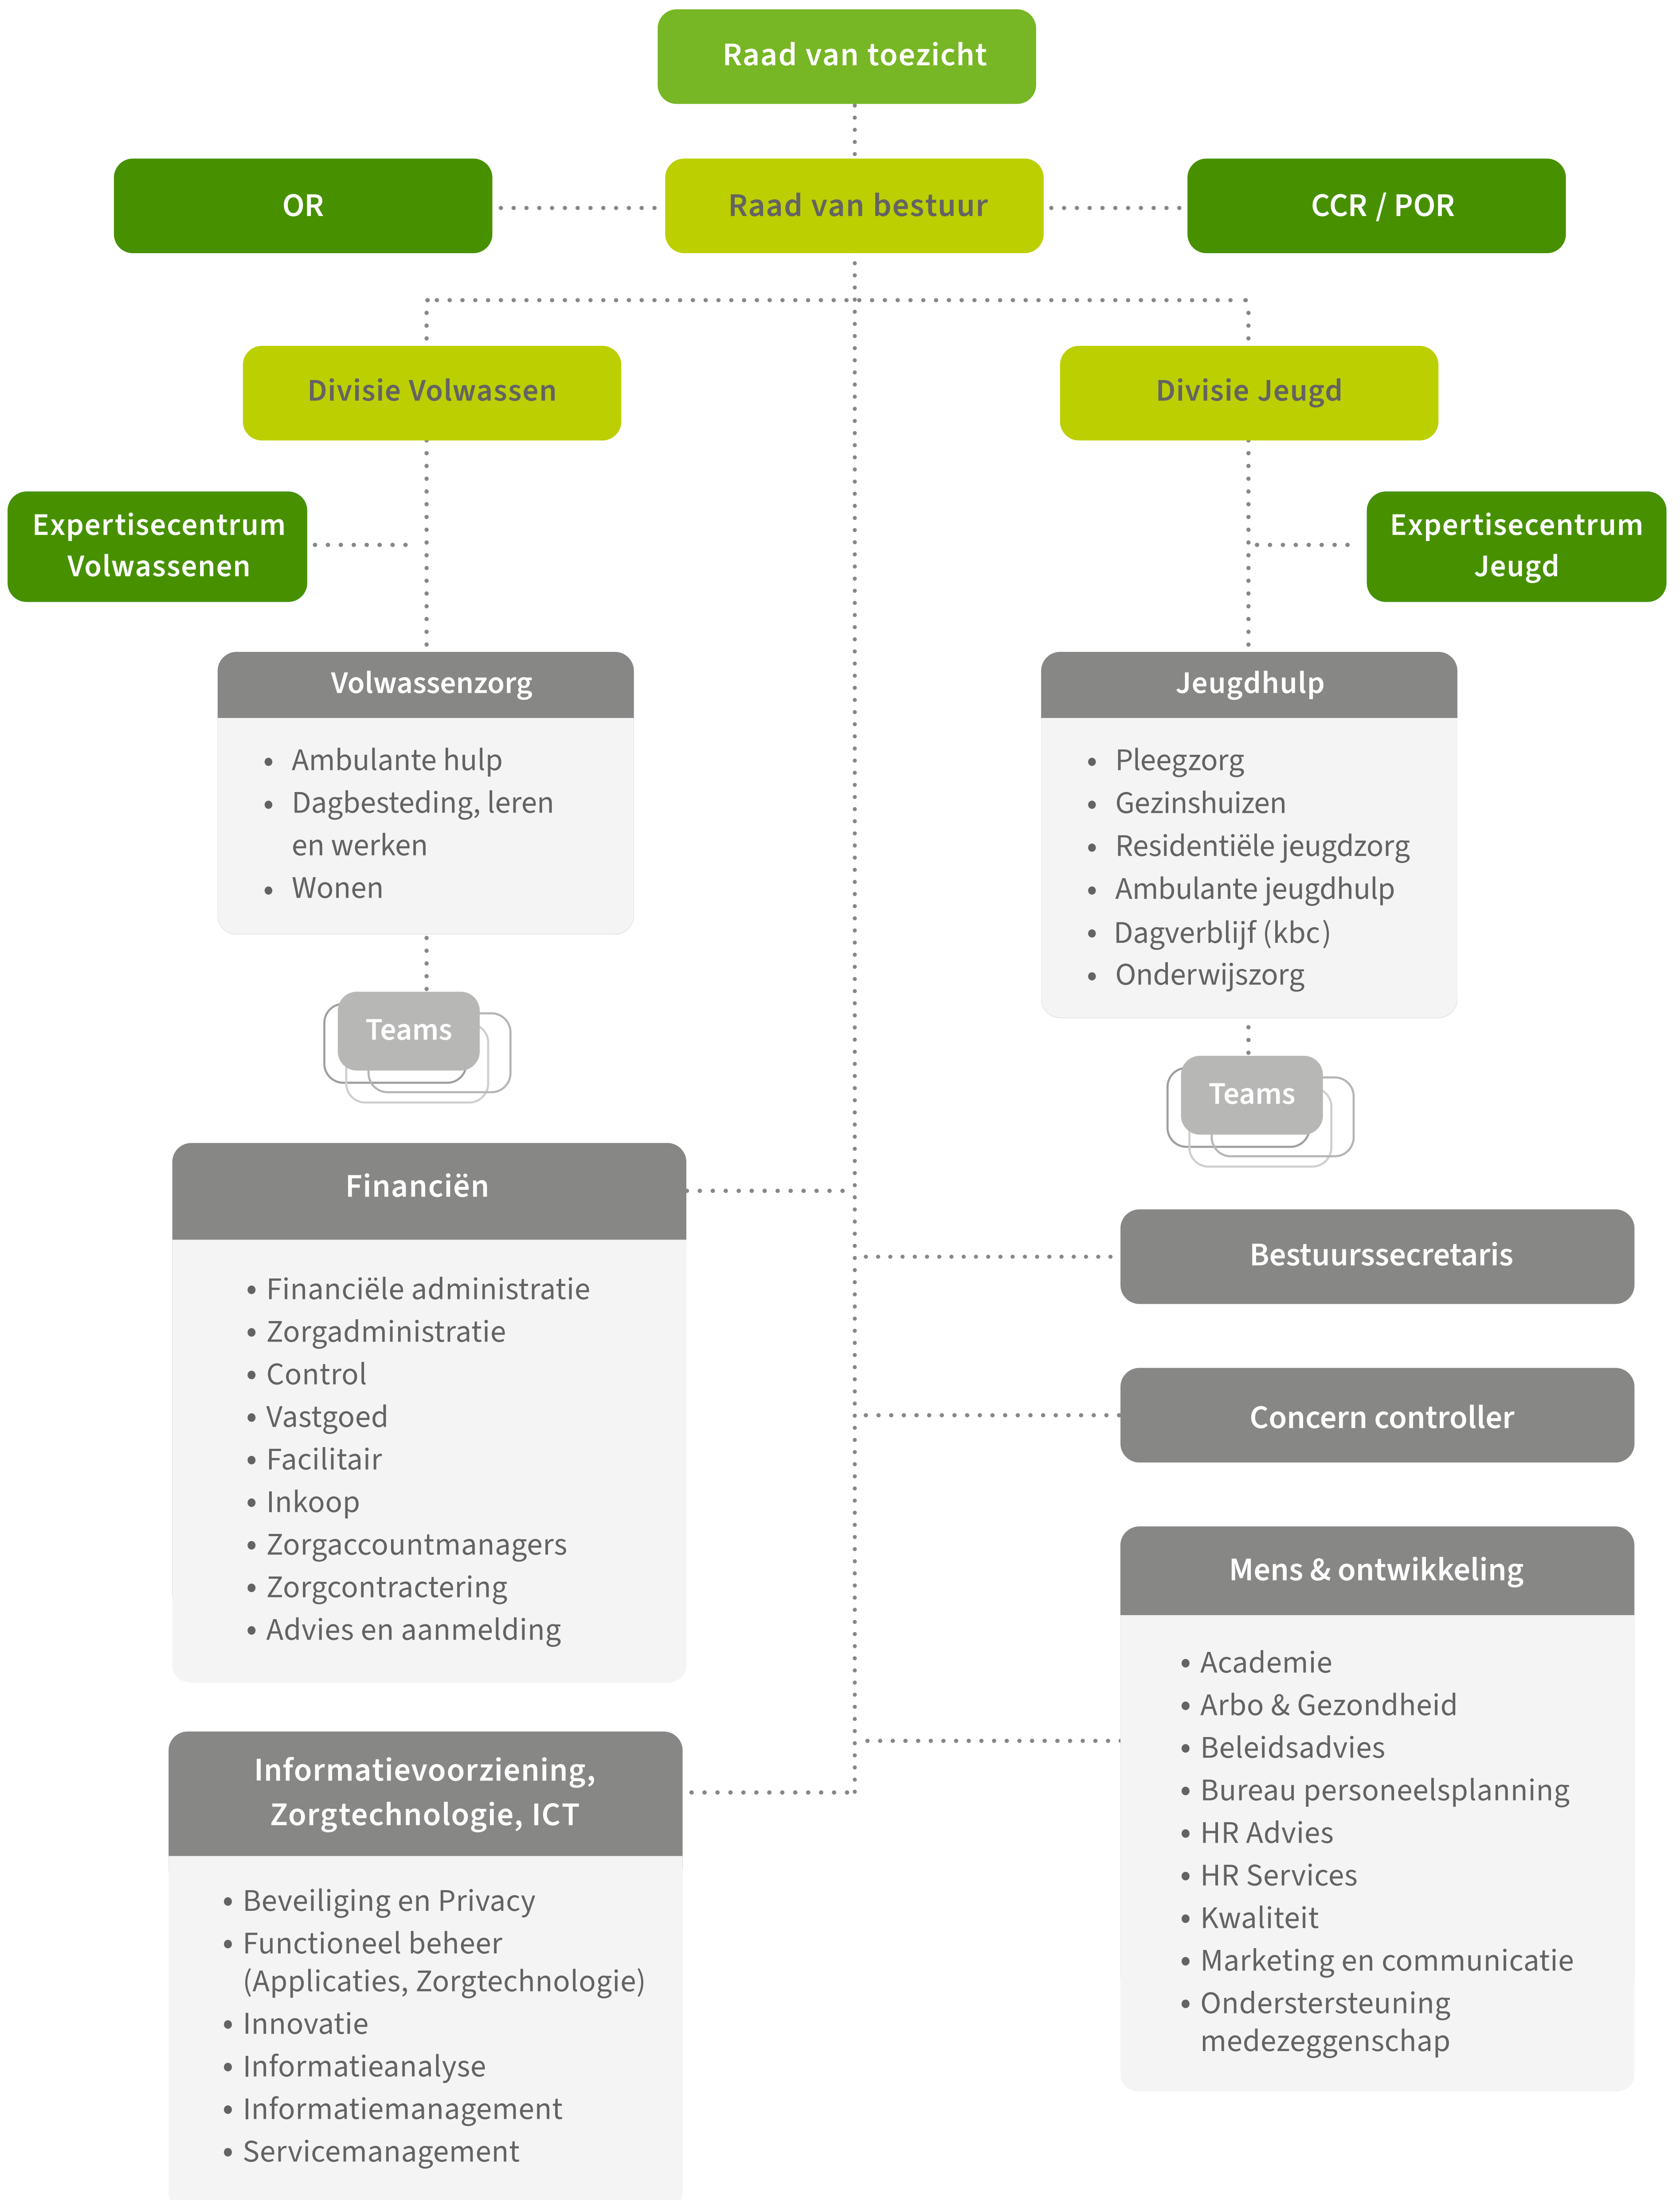 Raad van toezicht
OR
Raad van bestuur
CCR / POR
Divisie Volwassen
Divisie Jeugd
Expertisecentrum
Volwassenen
Expertisecentrum
Jeugd
Volwassenzorg
• Ambulante hulp
• Dagbesteding, leren
en werken
• Wonen
Teams
Jeugdhulp
• Pleegzorg
• Gezinshuizen
• Residentiële jeugdzorg
• Ambulante jeugdhulp
• Dagverblijf (kbc)
• Onderwijszorg
Teams
Financiën
• Financiële administratie
• Zorgadministratie
• Control
• Vastgoed
• Facilitair
• Inkoop
• Zorgaccountmanagers
• Zorgcontractering
• Advies en aanmelding
Bestuurssecretaris
Concern controller
Mens & ontwikkeling
• Academie
• Arbo & Gezondheid
• Beleidsadvies
• Bureau personeelsplanning
• HR Advies
• HR Services
• Kwaliteit
• Marketing en communicatie
• Onderstersteuning
medezeggenschap
Informatievoorziening,
Zorgtechnologie, ICT
• Beveiliging en Privacy
• Functioneel beheer
(Applicaties, Zorgtechnologie)
• Innovatie
• Informatieanalyse
• Informatiemanagement
• Servicemanagement